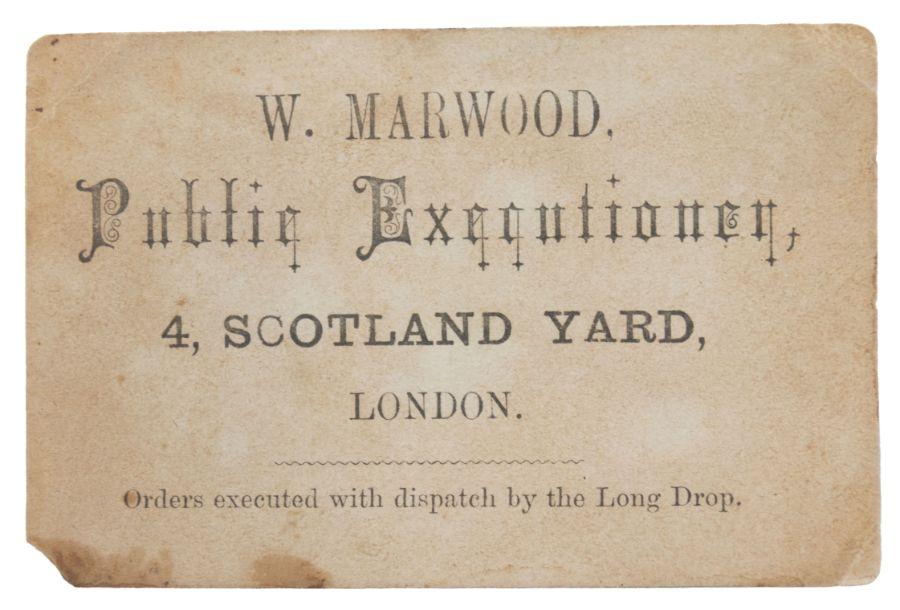 W. MARWOOD,
Public Executioner,
4, SCOTLAND YARD,
LONDON.
Orders executed with dispatch by the Long Drop.